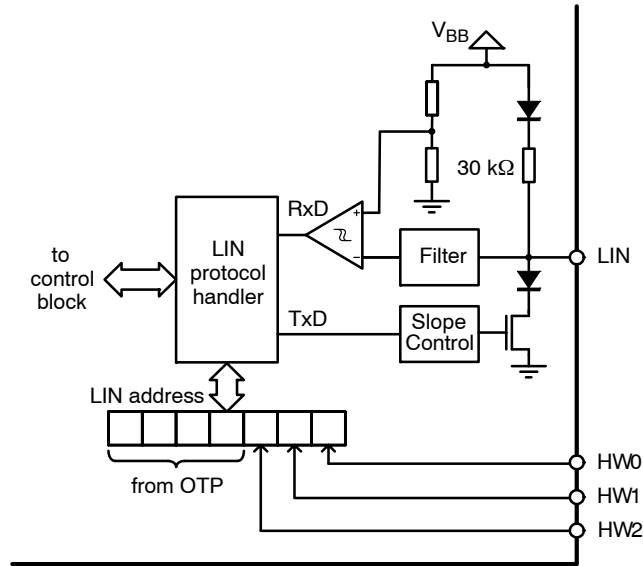 VBB
30 kΩ
RxD
+
−
LIN
protocol
handler
Filter
LIN
to
control
block
TxD
Slope
Control
LIN address
from OTP
HW0
HW1
HW2